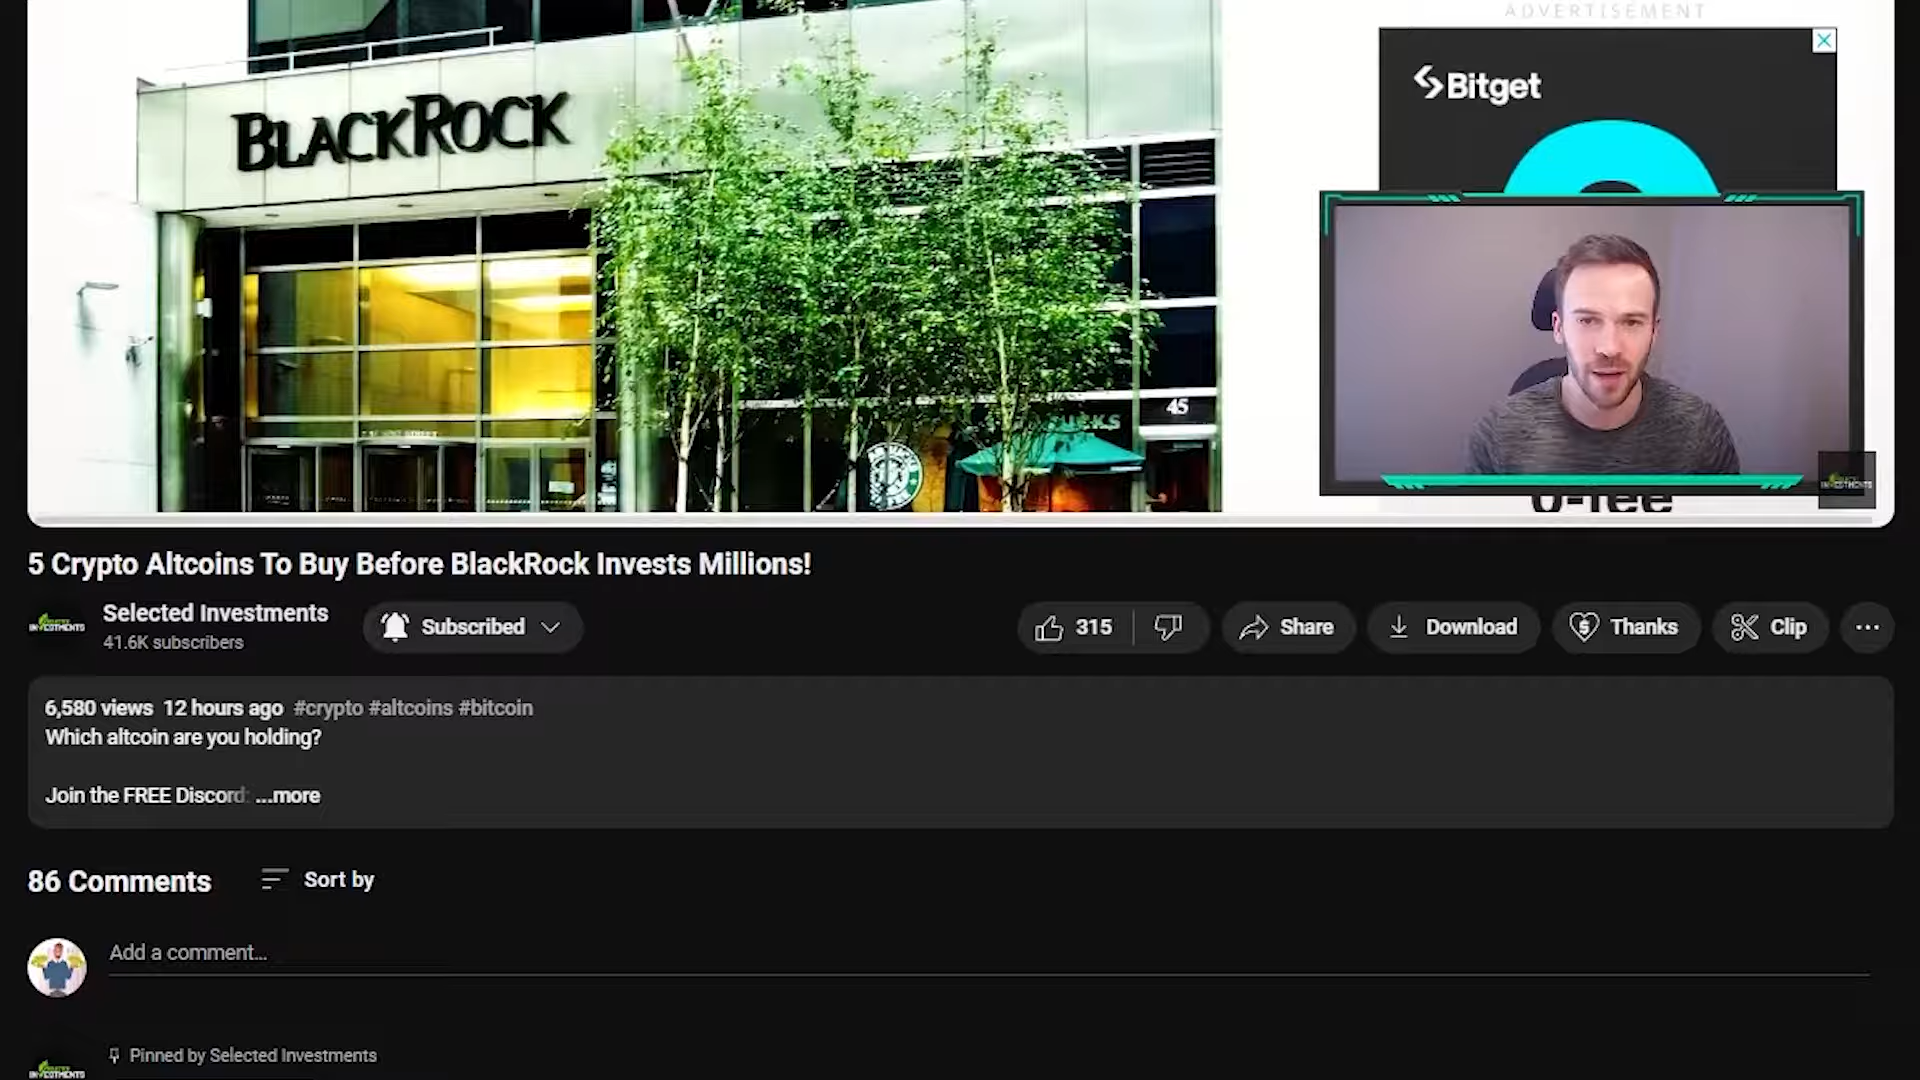 ADVERTISEMENT
Bitget
BLACKROCK
45
5 Crypto Altcoins To Buy Before BlackRock Invests Millions!
Selected Investments
41.6K subscribers
Subscribed
315
Share
Download
Thanks
Clip
6,580 views 12 hours ago #crypto #altcoins #bitcoin
Which altcoin are you holding?
Join the FREE Discord: ...more
86 Comments
Sort by
Add a comment...
Pinned by Selected Investments
INVESTMENTS